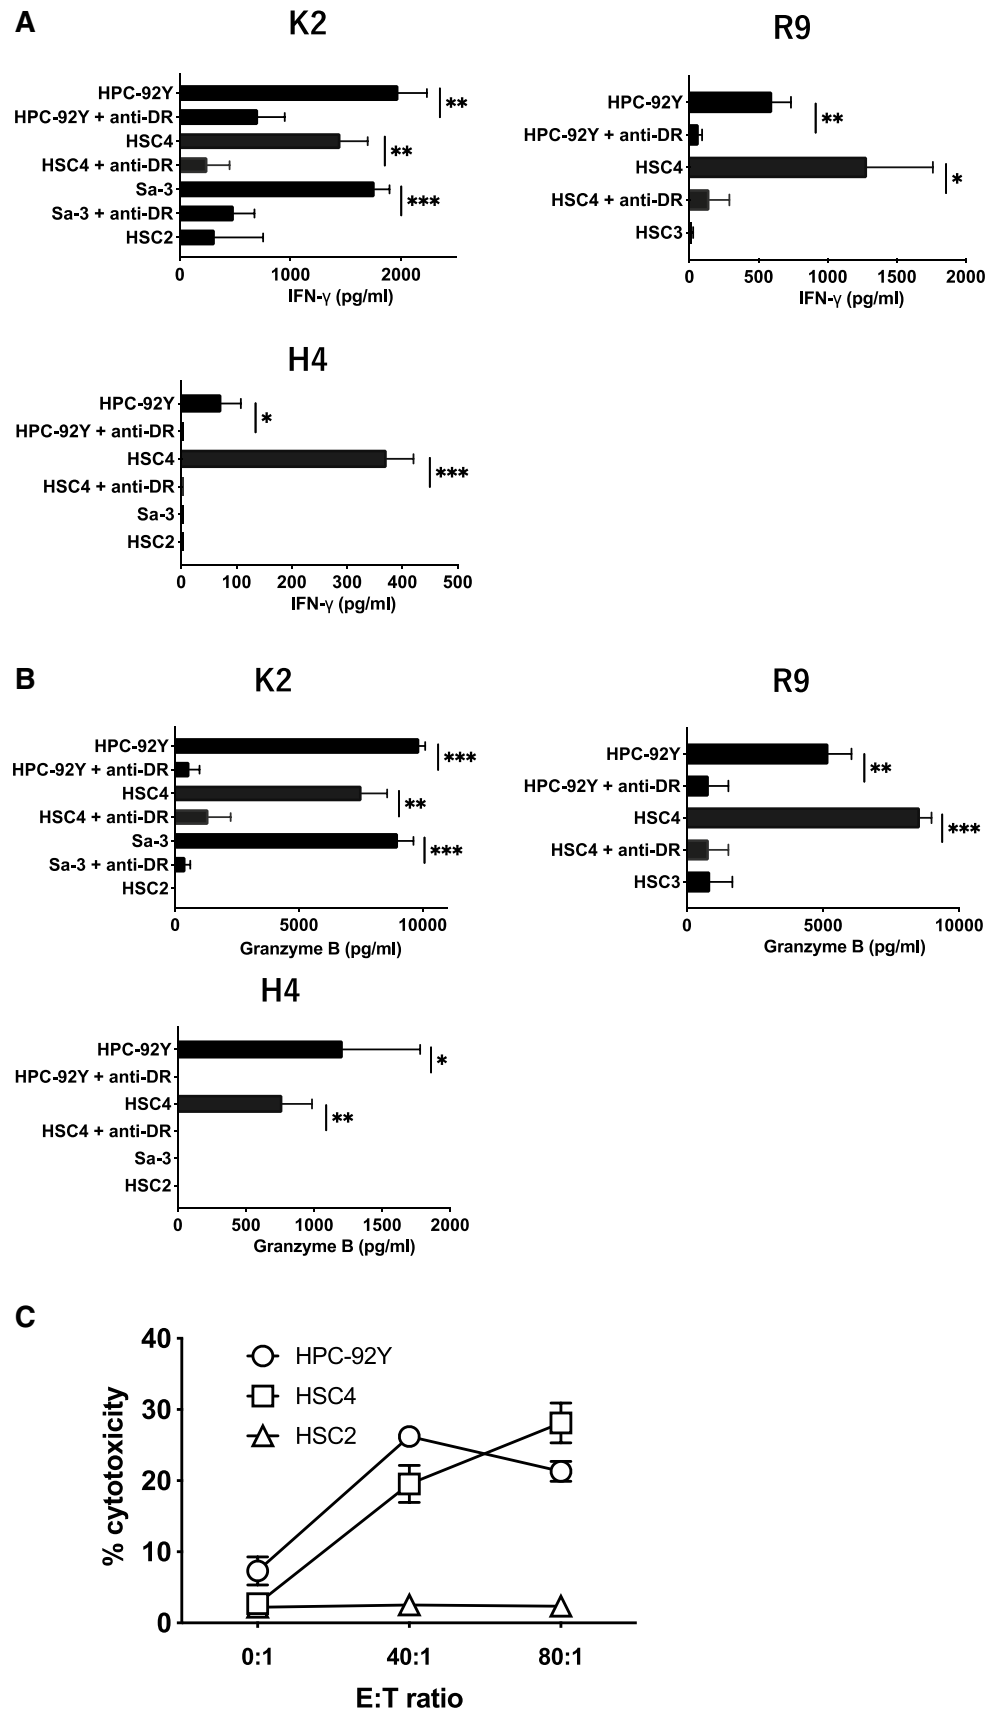 A
K2
HPC-92Y
**
HPC-92Y + anti-DR
HSC4
**
HSC4 + anti-DR
Sa-3
***
Sa-3 + anti-DR
HSC2
0 1000 2000
IFN-γ (pg/ml)
R9
HPC-92Y
**
HPC-92Y + anti-DR
HSC4
*
HSC4 + anti-DR
HSC3
0 500 1000 1500 2000
IFN-γ (pg/ml)
H4
HPC-92Y
*
HPC-92Y + anti-DR
HSC4
***
HSC4 + anti-DR
Sa-3
HSC2
0 100 200 300 400 500
IFN-γ (pg/ml)
B
K2
HPC-92Y
***
HPC-92Y + anti-DR
HSC4
**
HSC4 + anti-DR
Sa-3
***
Sa-3 + anti-DR
HSC2
0 5000 10000
Granzyme B (pg/ml)
R9
HPC-92Y
**
HPC-92Y + anti-DR
HSC4
***
HSC4 + anti-DR
HSC3
0 5000 10000
Granzyme B (pg/ml)
H4
HPC-92Y
*
HPC-92Y + anti-DR
HSC4
**
HSC4 + anti-DR
Sa-3
HSC2
0 500 1000 1500 2000
Granzyme B (pg/ml)
C
% cytotoxicity
40
30
20
10
0
HPC-92Y
HSC4
HSC2
0:1 40:1 80:1
E:T ratio